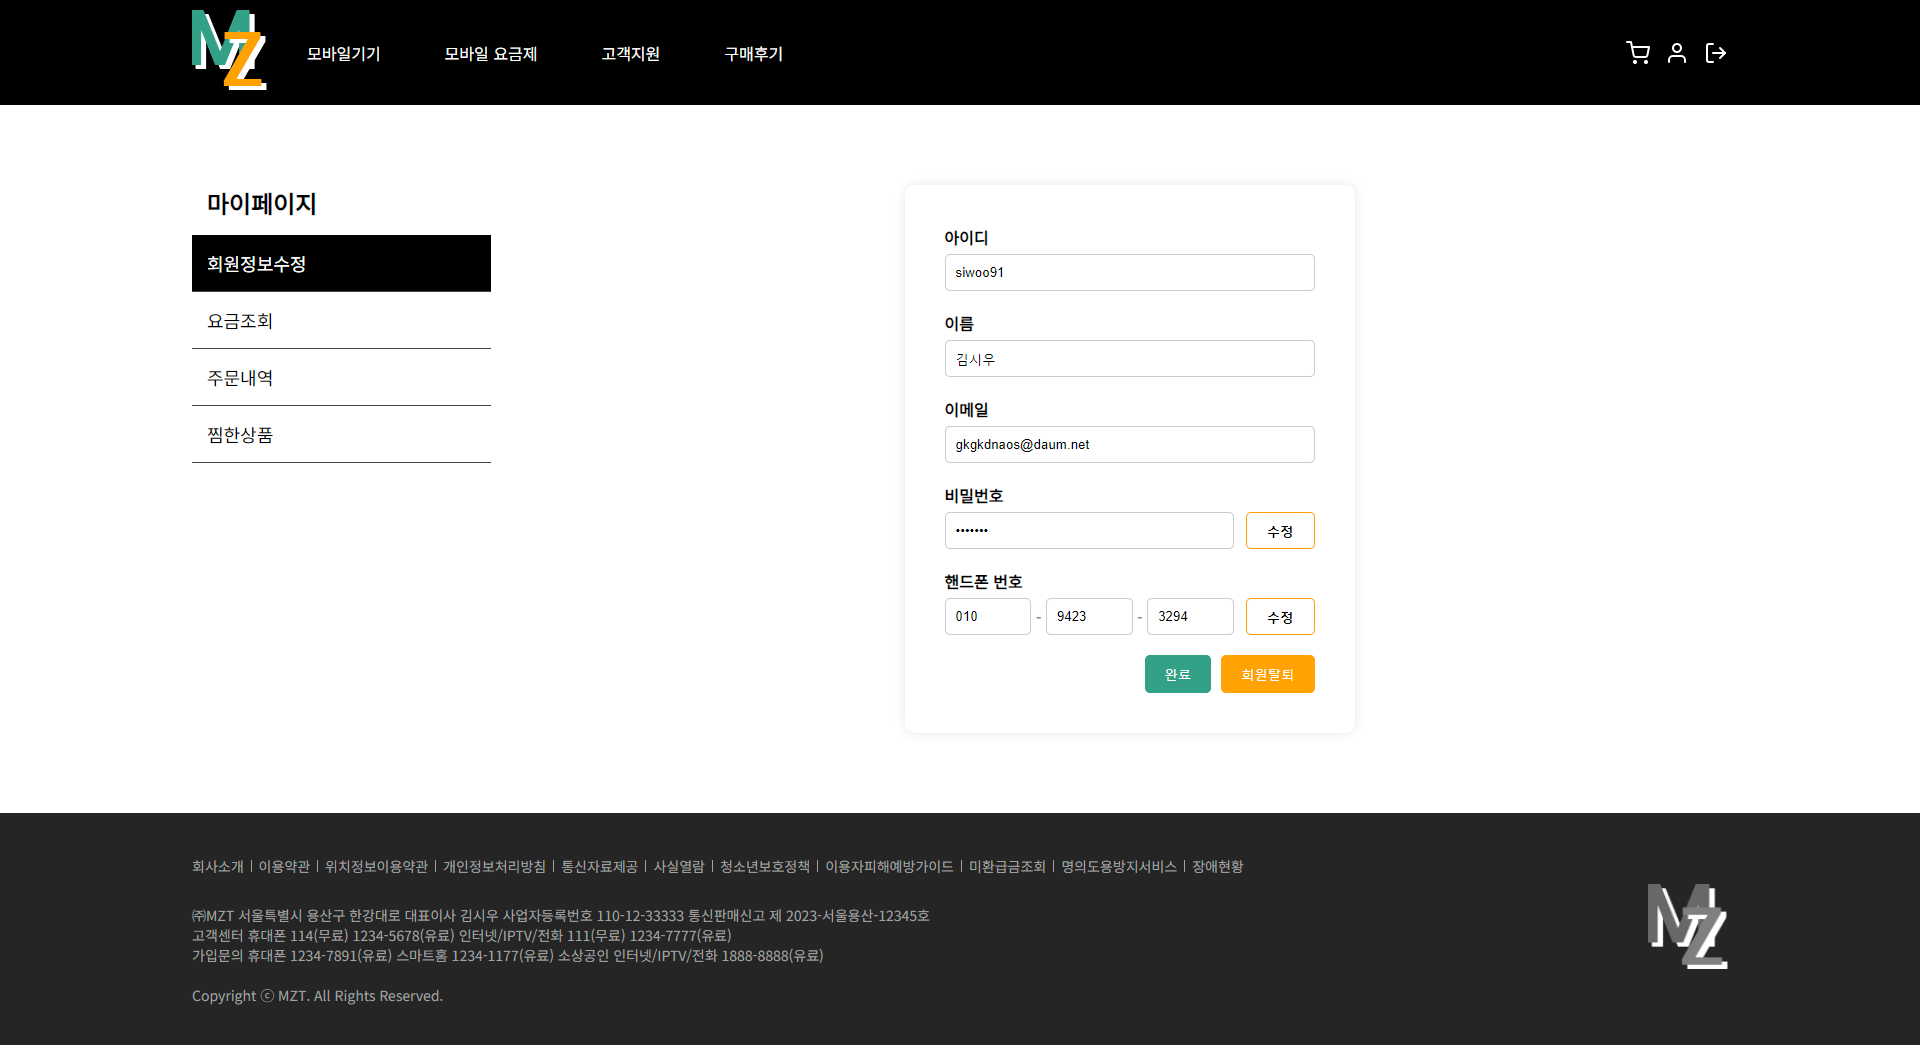 MZ
모바일기기
모바일 요금제
고객지원
구매후기
마이페이지
회원정보수정
요금조회
주문내역
찜한상품
아이디
siwoo91
이름
김시우
이메일
gkgkdnaos@daum.net
비밀번호
•••••••
수정
핸드폰 번호
010 - 9423 - 3294
수정
완료
회원탈퇴
회사소개 | 이용약관 | 위치정보이용약관 | 개인정보처리방침 | 통신자료제공 | 사실열람 | 청소년보호정책 | 이용자피해예방가이드 | 미환급금조회 | 명의도용방지서비스 | 장애현황
㈜MZT 서울특별시 용산구 한강대로 대표이사 김시우 사업자등록번호 110-12-33333 통신판매신고 제 2023-서울용산-12345호
고객센터 휴대폰 114(무료) 1234-5678(유료) 인터넷/IPTV/전화 111(무료) 1234-7777(유료)
가입문의 휴대폰 1234-7891(유료) 스마트홈 1234-1177(유료) 소상공인 인터넷/IPTV/전화 1888-8888(유료)
Copyright ⓒ MZT. All Rights Reserved.
MZ